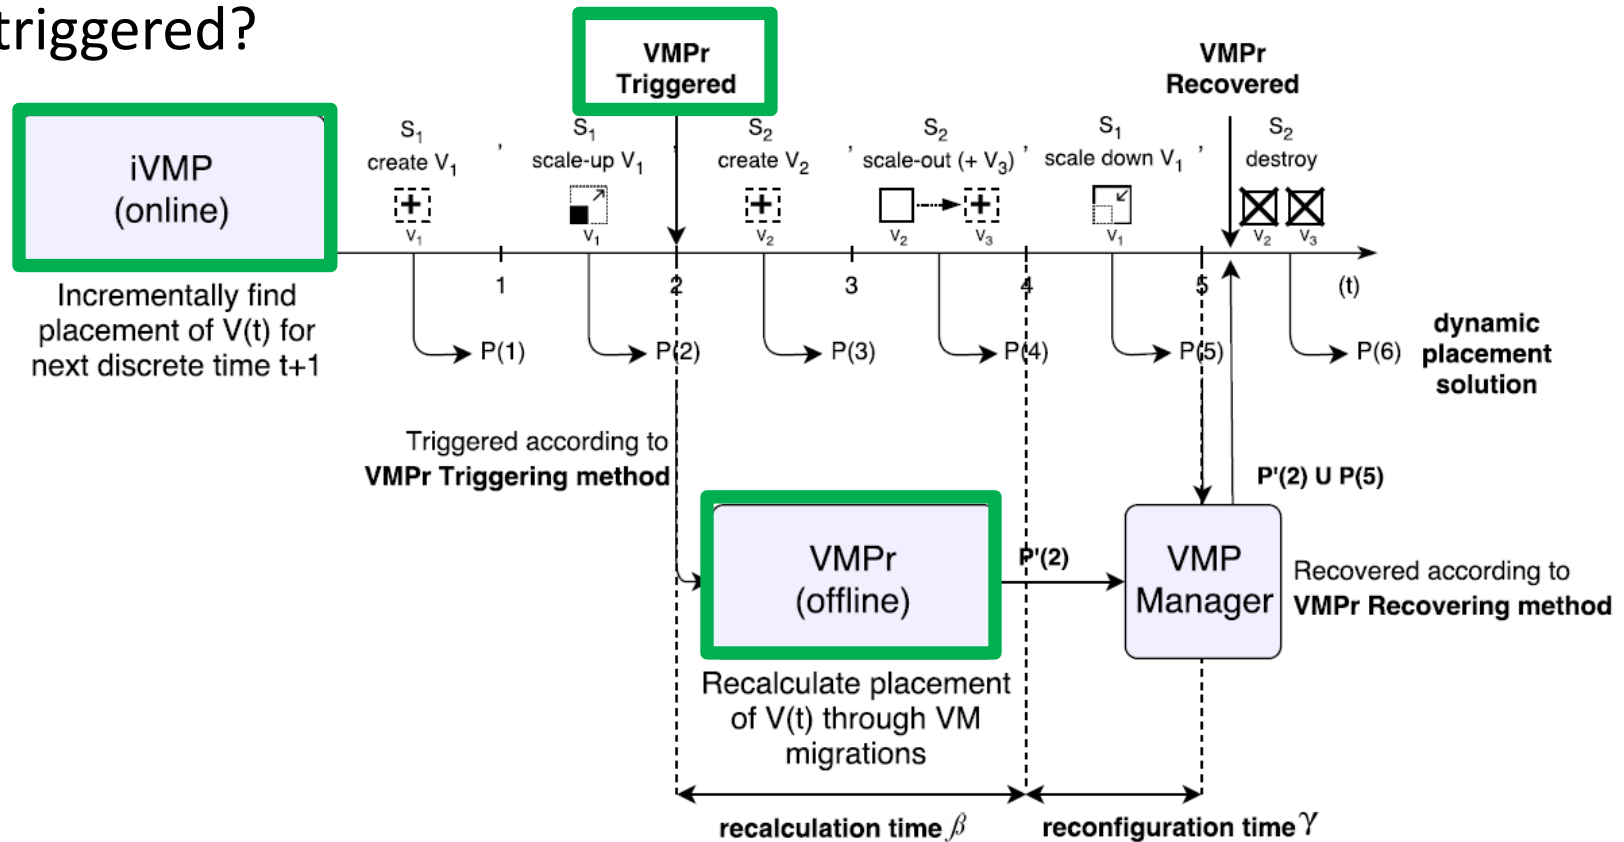 triggered?
VMPr
Triggered
VMPr
Recovered
iVMP
(online)
S1
create V1
V1
,
S1
scale-up V1
V1
,
S2
create V2
V2
,
S2
scale-out (+ V3)
V2
V3
,
S1
scale down V1
V1
,
S2
destroy
V2
V3
1
2
3
4
5
(t)
Incrementally find
placement of V(t) for
next discrete time t+1
P(1)
P(2)
P(3)
P(4)
P(5)
P(6)
dynamic
placement
solution
Triggered according to
VMPr Triggering method
VMPr
(offline)
P'(2)
VMP
Manager
P'(2) U P(5)
Recovered according to
VMPr Recovering method
Recalculate placement
of V(t) through VM
migrations
recalculation time β
reconfiguration time γ